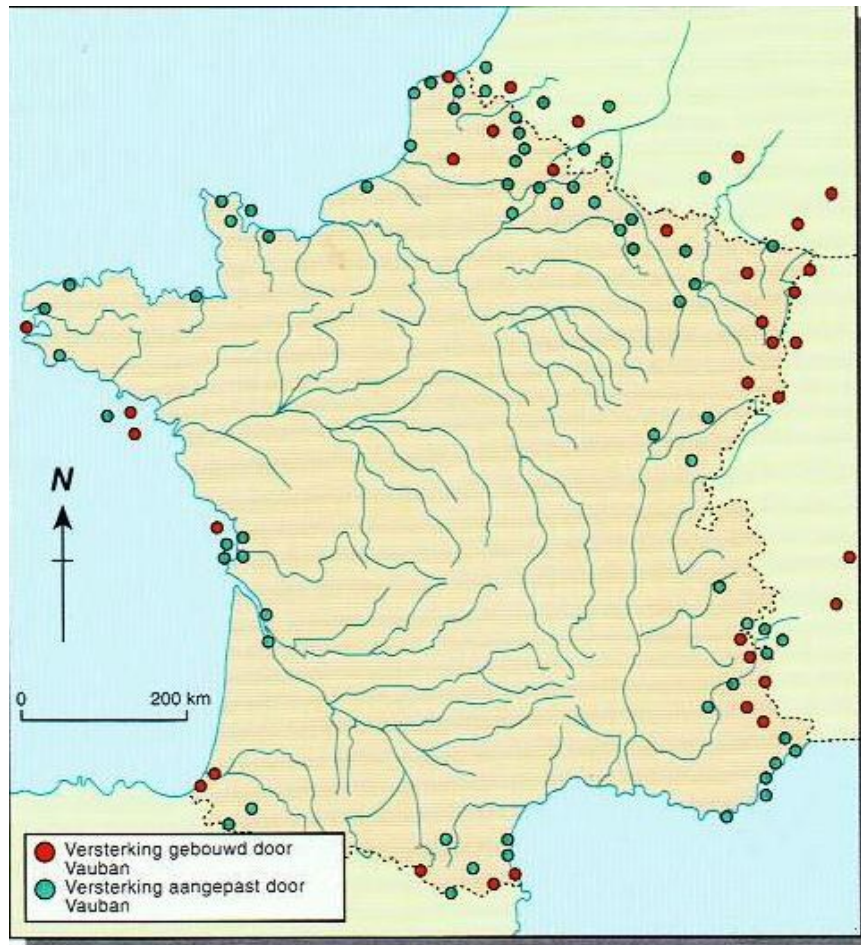 N
0 200 km
Versterking gebouwd door
Vauban
Versterking aangepast door
Vauban